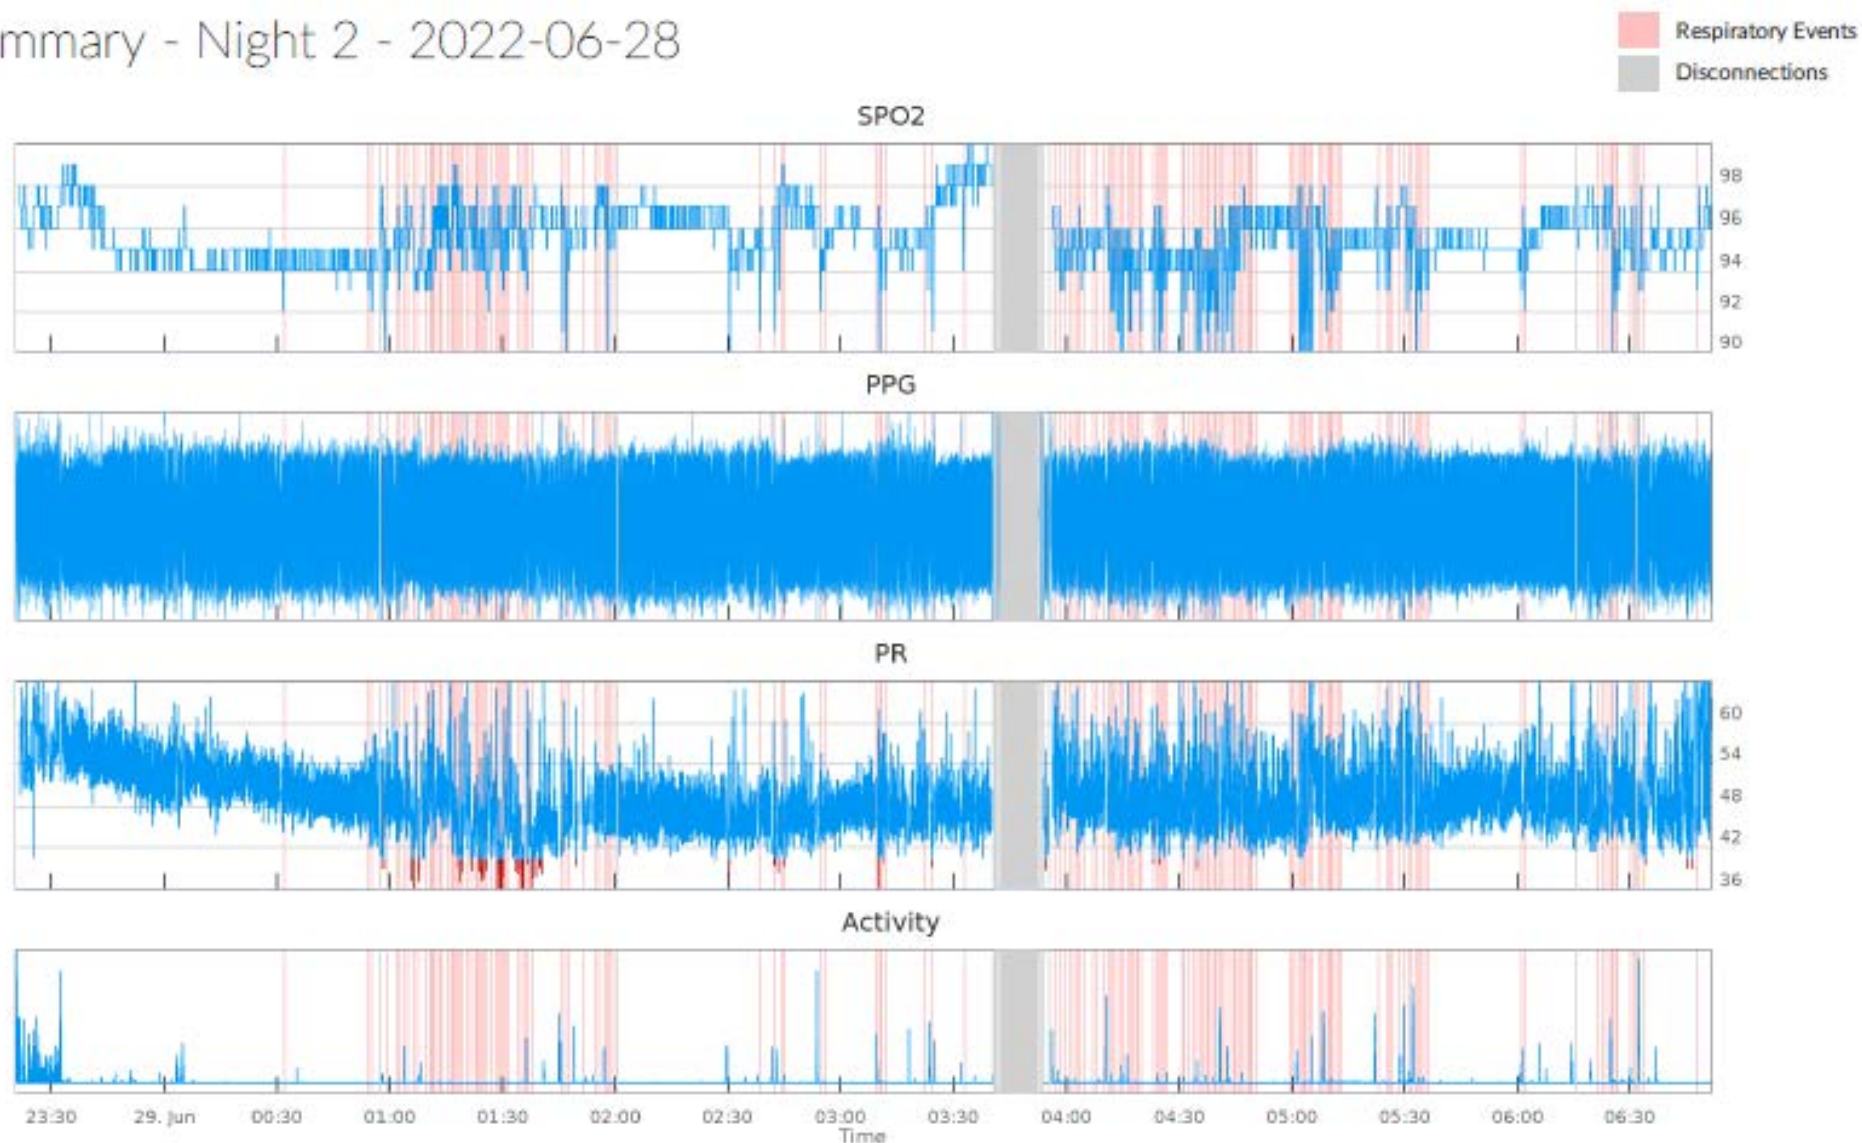 mmary - Night 2 - 2022-06-28
Respiratory Events
Disconnections
SPO2
98
96
94
92
90
PPG
PR
60
54
48
42
36
Activity
23:30 29. Jun 00:30 01:00 01:30 02:00 02:30 03:00 03:30 04:00 04:30 05:00 05:30 06:00 06:30
Time